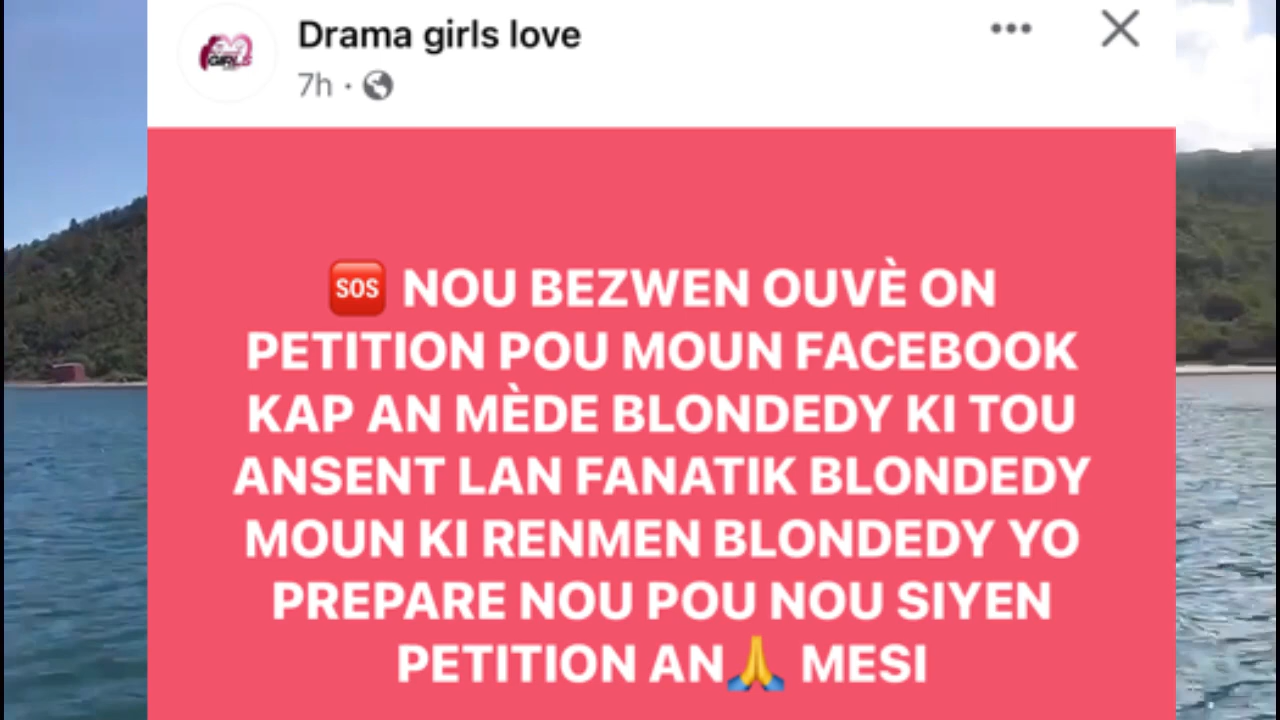 Drama girls love
7h ·
SOS NOU BEZWEN OUVÈ ON
PETITION POU MOUN FACEBOOK
KAP AN MÈDE BLONDEDY KI TOU
ANSENT LAN FANATIK BLONDEDY
MOUN KI RENMEN BLONDEDY YO
PREPARE NOU POU NOU SIYEN
PETITION AN🙏 MESI